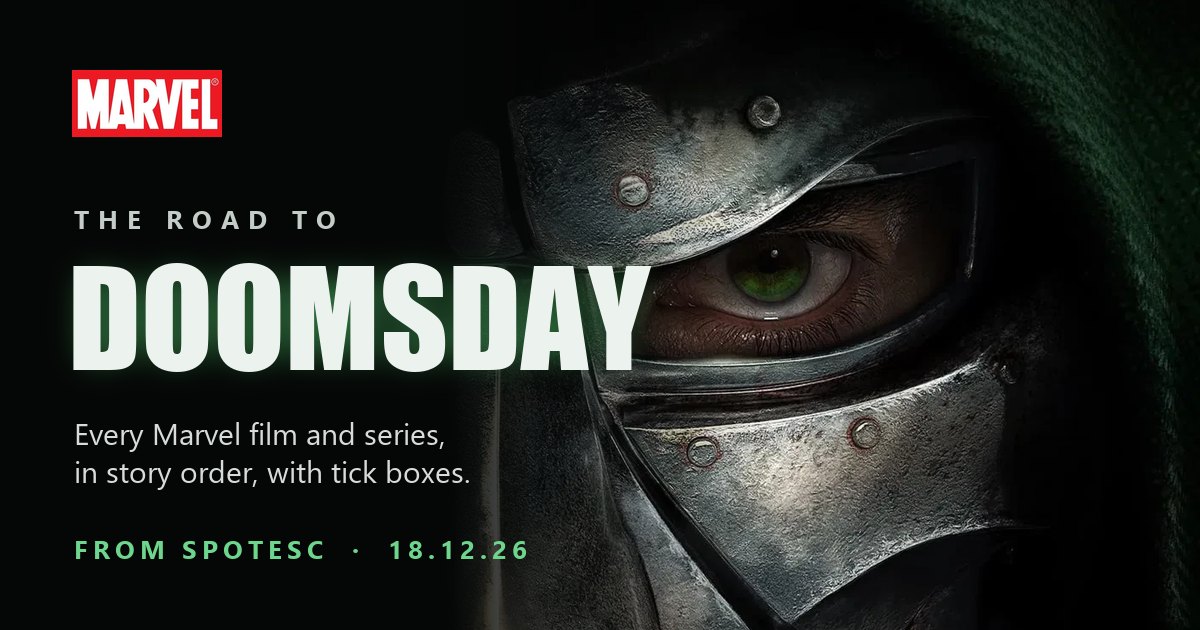 MARVEL
THE ROAD TO
DOOMSDAY
Every Marvel film and series,
in story order, with tick boxes.
FROM SPOTESC · 18.12.26